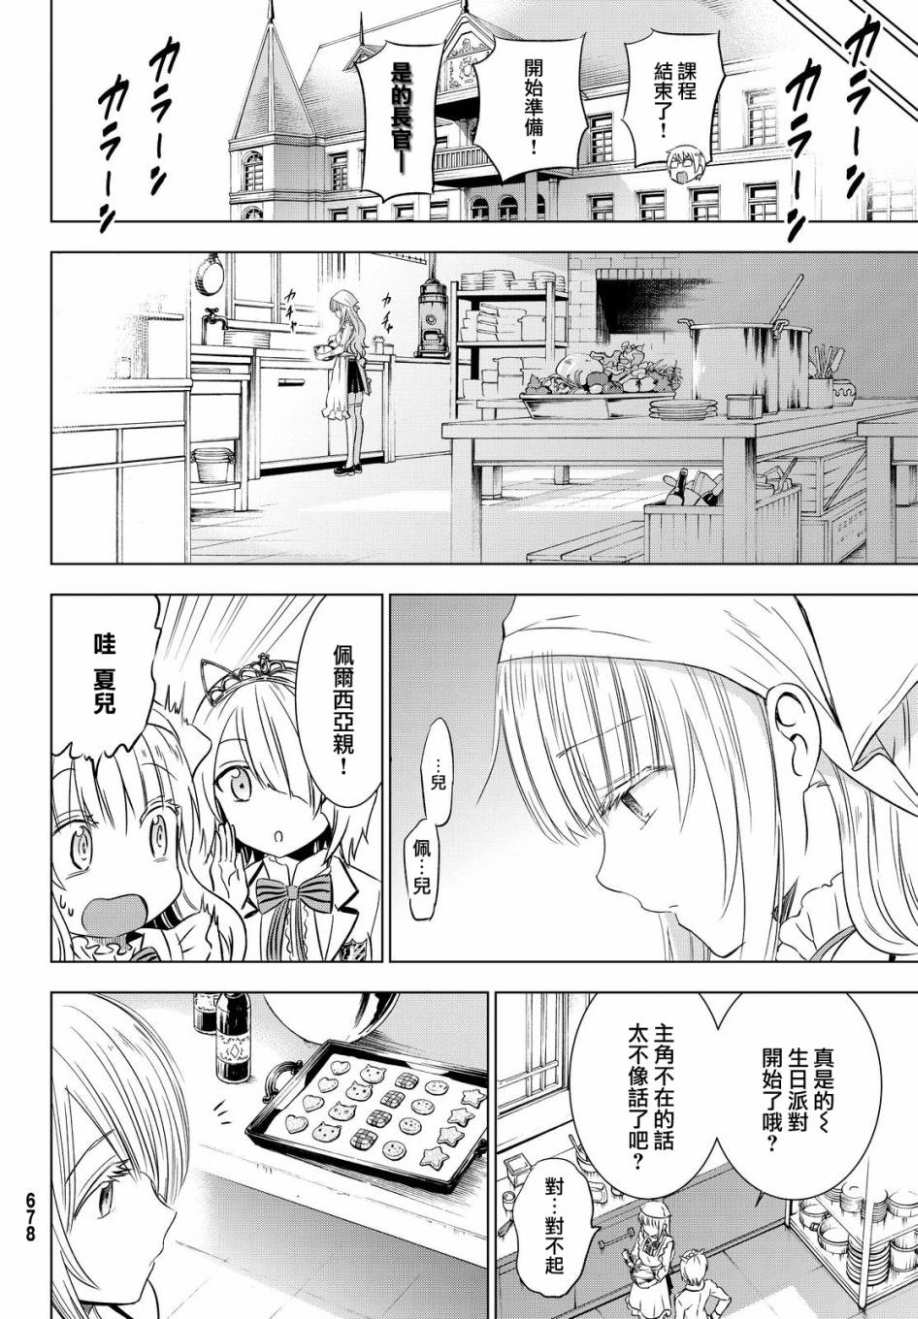 課程
結束了！
開始準備！
是的長官ー
カラーン
カラーン
カラーン
カラーン
カチャ
カチャ
…兒
佩…兒
佩爾西亞親！
哇 夏兒
真是的～
生日派對
開始了哦？
主角不在的話
太不像話了吧？
對…對不起
678